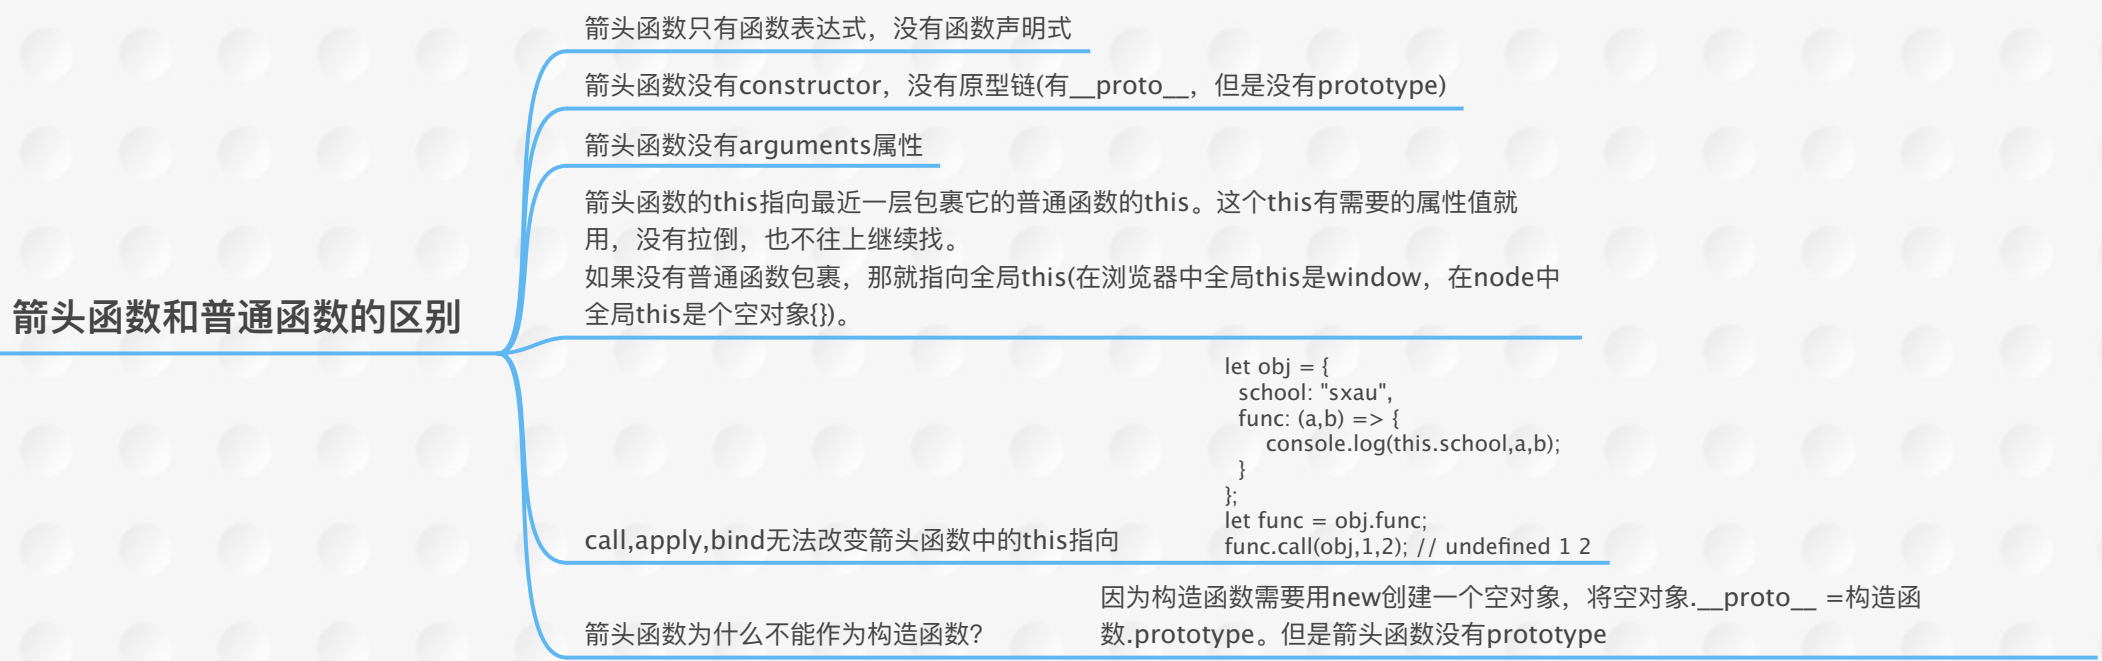 箭头函数和普通函数的区别
箭头函数只有函数表达式，没有函数声明式
箭头函数没有constructor，没有原型链(有__proto__，但是没有prototype)
箭头函数没有arguments属性
箭头函数的this指向最近一层包裹它的普通函数的this。这个this有需要的属性值就
用，没有拉倒，也不往上继续找。
如果没有普通函数包裹，那就指向全局this(在浏览器中全局this是window，在node中
全局this是个空对象{})。
call,apply,bind无法改变箭头函数中的this指向
let obj = {
  school: "sxau",
  func: (a,b) => {
      console.log(this.school,a,b);
  }
};
let func = obj.func;
func.call(obj,1,2); // undefined 1 2
箭头函数为什么不能作为构造函数？
因为构造函数需要用new创建一个空对象，将空对象.__proto__ =构造函
数.prototype。但是箭头函数没有prototype